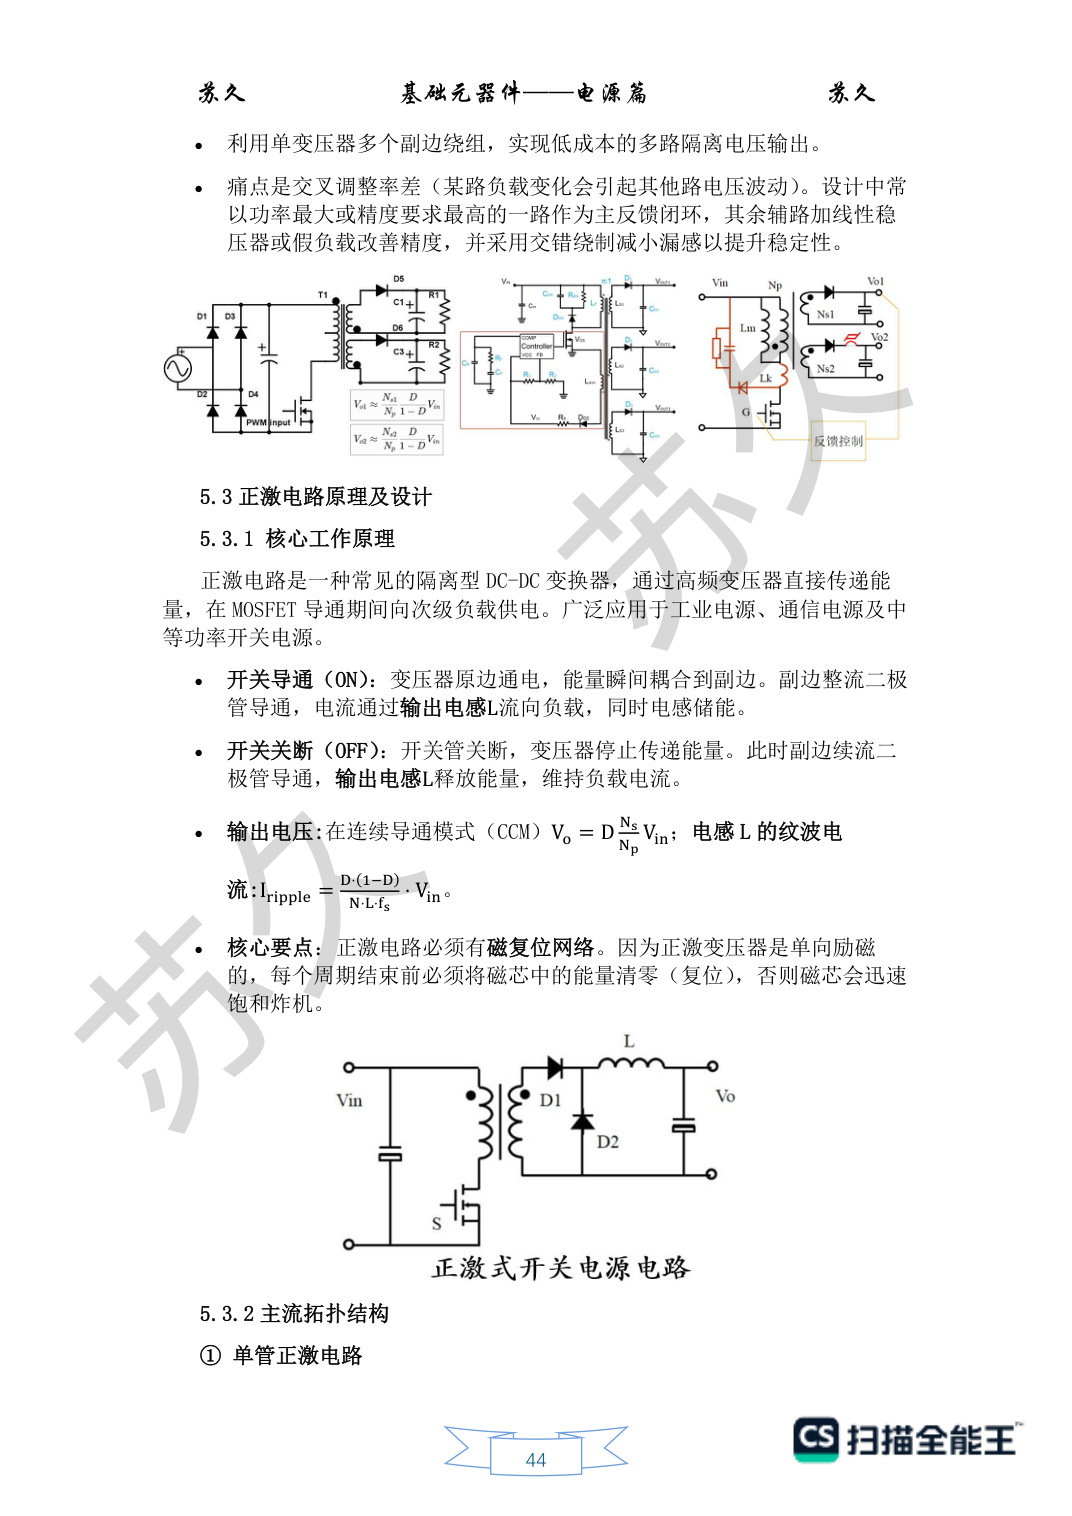 苏久 基础元器件——电源篇 苏久
• 利用单变压器多个副边绕组，实现低成本的多路隔离电压输出。
• 痛点是交叉调整率差（某路负载变化会引起其他路电压波动）。设计中常
以功率最大或精度要求最高的一路作为主反馈闭环，其余辅路加线性稳
压器或假负载改善精度，并采用交错绕制减小漏感以提升稳定性。
D1 D3 D2 D4 T1 D5 C1 R1 D6 C3 R2 PWM input
V_o1 ≈ N_s1/N_p D/(1−D) V_in
V_o2 ≈ N_s2/N_p D/(1−D) V_in
COMP
Controller
VCC FB
Vin Np Vo1
Ns1
Lm Vo2
Ns2
Lk
G
反馈控制
5.3 正激电路原理及设计
5.3.1 核心工作原理
正激电路是一种常见的隔离型 DC-DC 变换器，通过高频变压器直接传递能
量，在 MOSFET 导通期间向次级负载供电。广泛应用于工业电源、通信电源及中
等功率开关电源。
• 开关导通（ON）：变压器原边通电，能量瞬间耦合到副边。副边整流二极
管导通，电流通过输出电感L流向负载，同时电感储能。
• 开关关断（OFF）：开关管关断，变压器停止传递能量。此时副边续流二
极管导通，输出电感L释放能量，维持负载电流。
• 输出电压:在连续导通模式（CCM）V_o = D N_s/N_p V_in；电感 L 的纹波电
流:I_ripple = D·(1−D)/N·L·f_s · V_in。
• 核心要点：正激电路必须有磁复位网络。因为正激变压器是单向励磁
的，每个周期结束前必须将磁芯中的能量清零（复位），否则磁芯会迅速
饱和炸机。
L
Vin D1 Vo
D2
S
正激式开关电源电路
5.3.2 主流拓扑结构
① 单管正激电路
44
CS 扫描全能王™
苏久
苏久